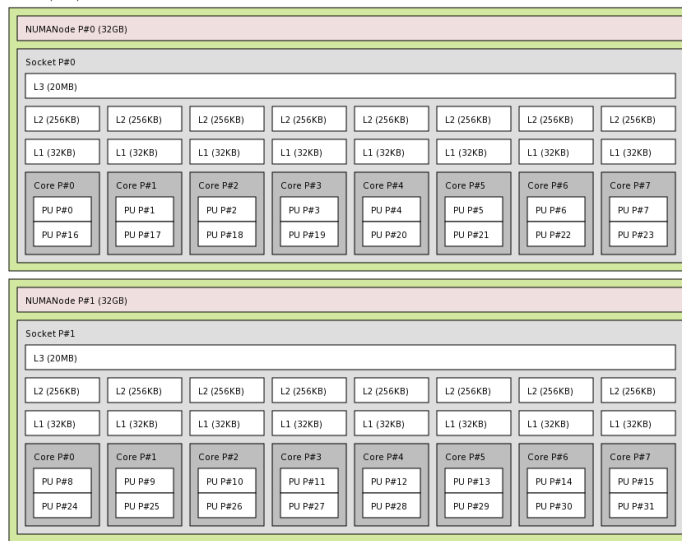 NUMANode P#0 (32GB)
Socket P#0
L3 (20MB)
L2 (256KB) L2 (256KB) L2 (256KB) L2 (256KB) L2 (256KB) L2 (256KB) L2 (256KB) L2 (256KB)
L1 (32KB) L1 (32KB) L1 (32KB) L1 (32KB) L1 (32KB) L1 (32KB) L1 (32KB) L1 (32KB)
Core P#0 Core P#1 Core P#2 Core P#3 Core P#4 Core P#5 Core P#6 Core P#7
PU P#0 PU P#1 PU P#2 PU P#3 PU P#4 PU P#5 PU P#6 PU P#7
PU P#16 PU P#17 PU P#18 PU P#19 PU P#20 PU P#21 PU P#22 PU P#23
NUMANode P#1 (32GB)
Socket P#1
L3 (20MB)
L2 (256KB) L2 (256KB) L2 (256KB) L2 (256KB) L2 (256KB) L2 (256KB) L2 (256KB) L2 (256KB)
L1 (32KB) L1 (32KB) L1 (32KB) L1 (32KB) L1 (32KB) L1 (32KB) L1 (32KB) L1 (32KB)
Core P#0 Core P#1 Core P#2 Core P#3 Core P#4 Core P#5 Core P#6 Core P#7
PU P#8 PU P#9 PU P#10 PU P#11 PU P#12 PU P#13 PU P#14 PU P#15
PU P#24 PU P#25 PU P#26 PU P#27 PU P#28 PU P#29 PU P#30 PU P#31